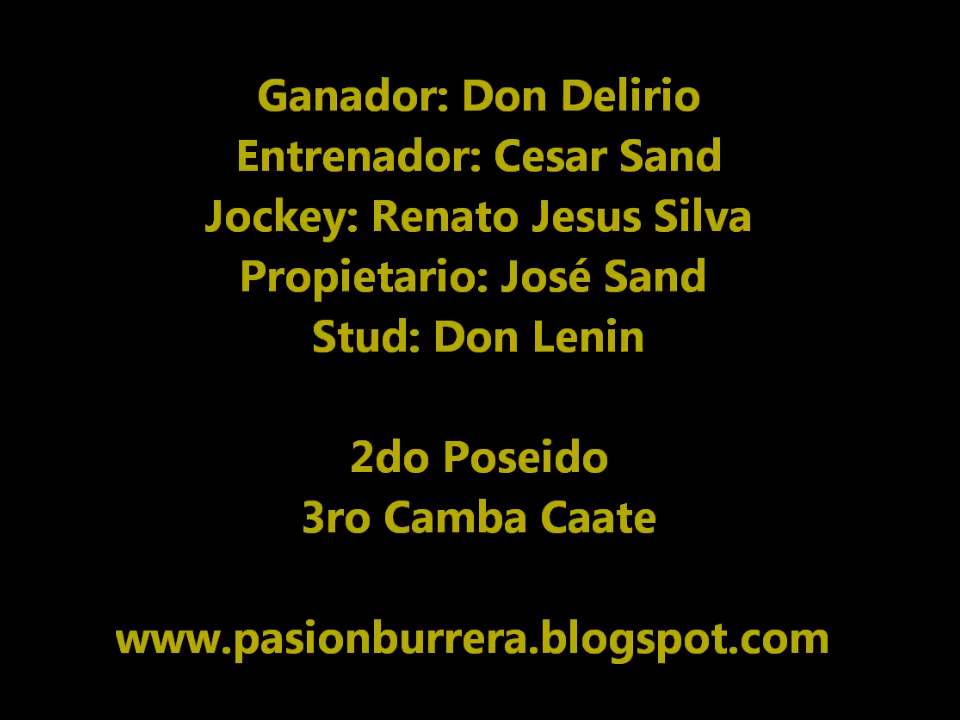 Ganador: Don Delirio
Entrenador: Cesar Sand
Jockey: Renato Jesus Silva
Propietario: José Sand
Stud: Don Lenin
2do Poseido
3ro Camba Caate
www.pasionburrera.blogspot.com